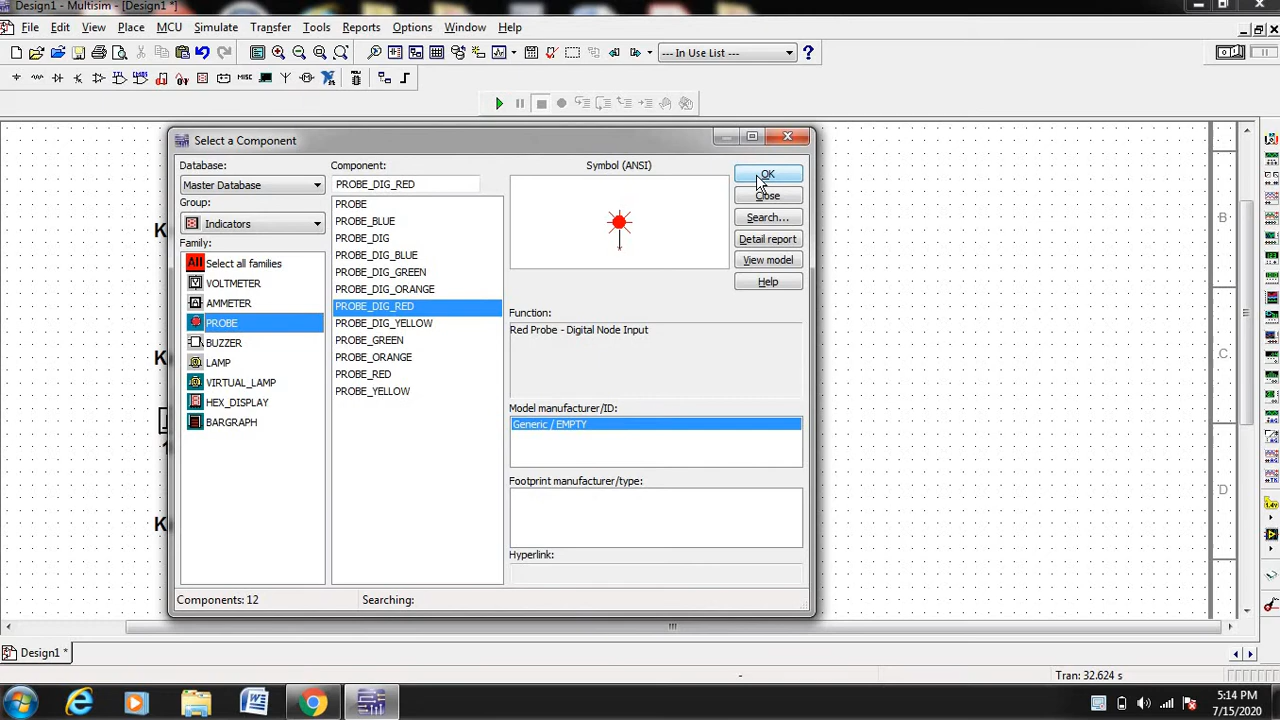 Design1 - Multisim - [Design1 *]
File Edit View Place MCU Simulate Transfer Tools Reports Options Window Help
--- In Use List ---
MISC
Select a Component
Database:
Master Database
Group:
Indicators
Family:
All Select all families
VOLTMETER
AMMETER
PROBE
BUZZER
LAMP
VIRTUAL_LAMP
HEX_DISPLAY
BARGRAPH
Component:
PROBE_DIG_RED
PROBE
PROBE_BLUE
PROBE_DIG
PROBE_DIG_BLUE
PROBE_DIG_GREEN
PROBE_DIG_ORANGE
PROBE_DIG_RED
PROBE_DIG_YELLOW
PROBE_GREEN
PROBE_ORANGE
PROBE_RED
PROBE_YELLOW
Symbol (ANSI)
OK
Close
Search...
Detail report
View model
Help
Function:
Red Probe - Digital Node Input
Model manufacturer/ID:
Generic / EMPTY
Footprint manufacturer/type:
Hyperlink:
Components: 12
Searching:
K
K
K
B
C
D
1.4v
Design1 *
-
Tran: 32.624 s
5:14 PM
7/15/2020